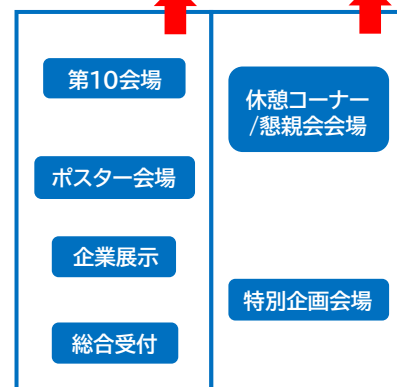 第10会場
ポスター会場
企業展示
総合受付
休憩コーナー
/懇親会会場
特別企画会場